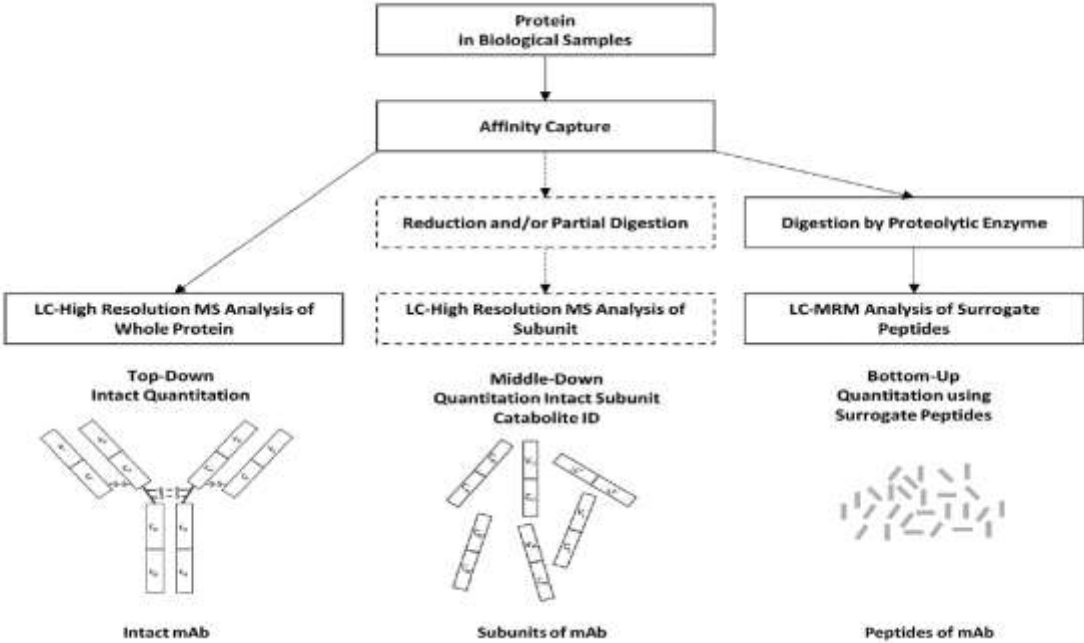 Protein
in Biological Samples
Affinity Capture
Reduction and/or Partial Digestion
Digestion by Proteolytic Enzyme
LC-High Resolution MS Analysis of
Whole Protein
LC-High Resolution MS Analysis of
Subunit
LC-MRM Analysis of Surrogate
Peptides
Top-Down
Intact Quantitation
Middle-Down
Quantitation Intact Subunit
Catabolite ID
Bottom-Up
Quantitation using
Surrogate Peptides
Intact mAb
Subunits of mAb
Peptides of mAb